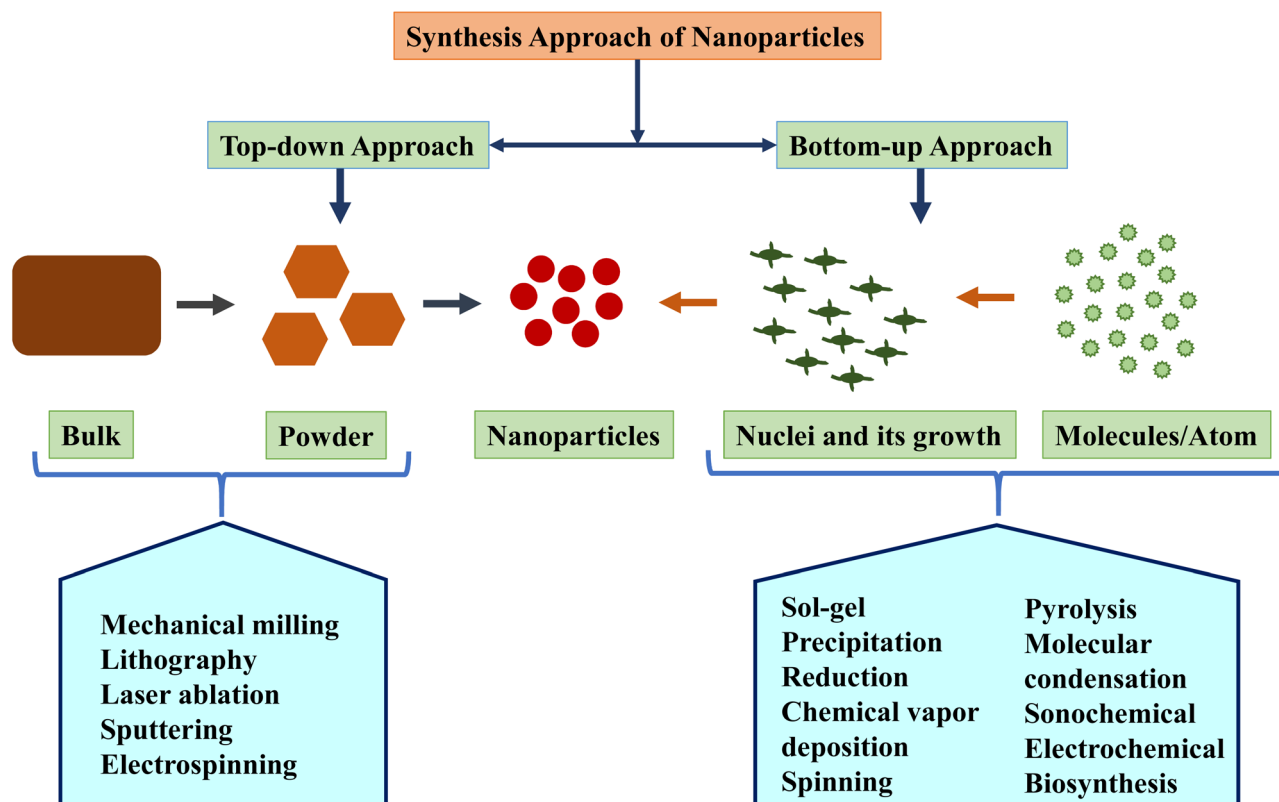 Synthesis Approach of Nanoparticles
Top-down Approach
Bottom-up Approach
Bulk
Powder
Nanoparticles
Nuclei and its growth
Molecules/Atom
Mechanical milling
Lithography
Laser ablation
Sputtering
Electrospinning
Sol-gel
Precipitation
Reduction
Chemical vapor
deposition
Spinning
Pyrolysis
Molecular
condensation
Sonochemical
Electrochemical
Biosynthesis